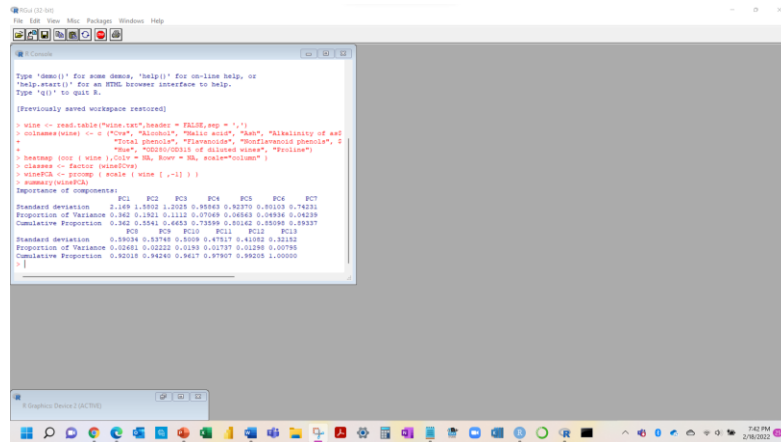 RGui (32-bit)
File Edit View Misc Packages Windows Help
R Console
Type 'demo()' for some demos, 'help()' for on-line help, or
'help.start()' for an HTML browser interface to help.
Type 'q()' to quit R.
[Previously saved workspace restored]
> wine <- read.table("wine.txt",header = FALSE,sep = ',')
> colnames(wine) <- c ("Cvs", "Alcohol", "Malic acid", "Ash", "Alkalinity of
+ "Total phenols", "Flavanoids", "Nonflavanoid phenols",
+ "Hue", "OD280/OD315 of diluted wines", "Proline")
> heatmap (cor ( wine ),Colv = NA, Rowv = NA, scale="column" )
> classes <- factor (wine$Cvs)
> winePCA <- prcomp ( scale ( wine [ ,-1] ) )
> summary(winePCA)
Importance of components:
PC1 PC2 PC3 PC4 PC5 PC6 PC7
Standard deviation 2.169 1.5802 1.2025 0.95863 0.92370 0.80103 0.74231
Proportion of Variance 0.362 0.1921 0.1112 0.07069 0.06563 0.04936 0.04239
Cumulative Proportion 0.362 0.5541 0.6653 0.73599 0.80162 0.85098 0.89337
PC8 PC9 PC10 PC11 PC12 PC13
Standard deviation 0.59034 0.53748 0.5009 0.47517 0.41082 0.32152
Proportion of Variance 0.02681 0.02222 0.0193 0.01737 0.01298 0.00795
Cumulative Proportion 0.92018 0.94240 0.9617 0.97907 0.99205 1.00000
>
R Graphics: Device 2 (ACTIVE)
7:42 PM
2/18/2022